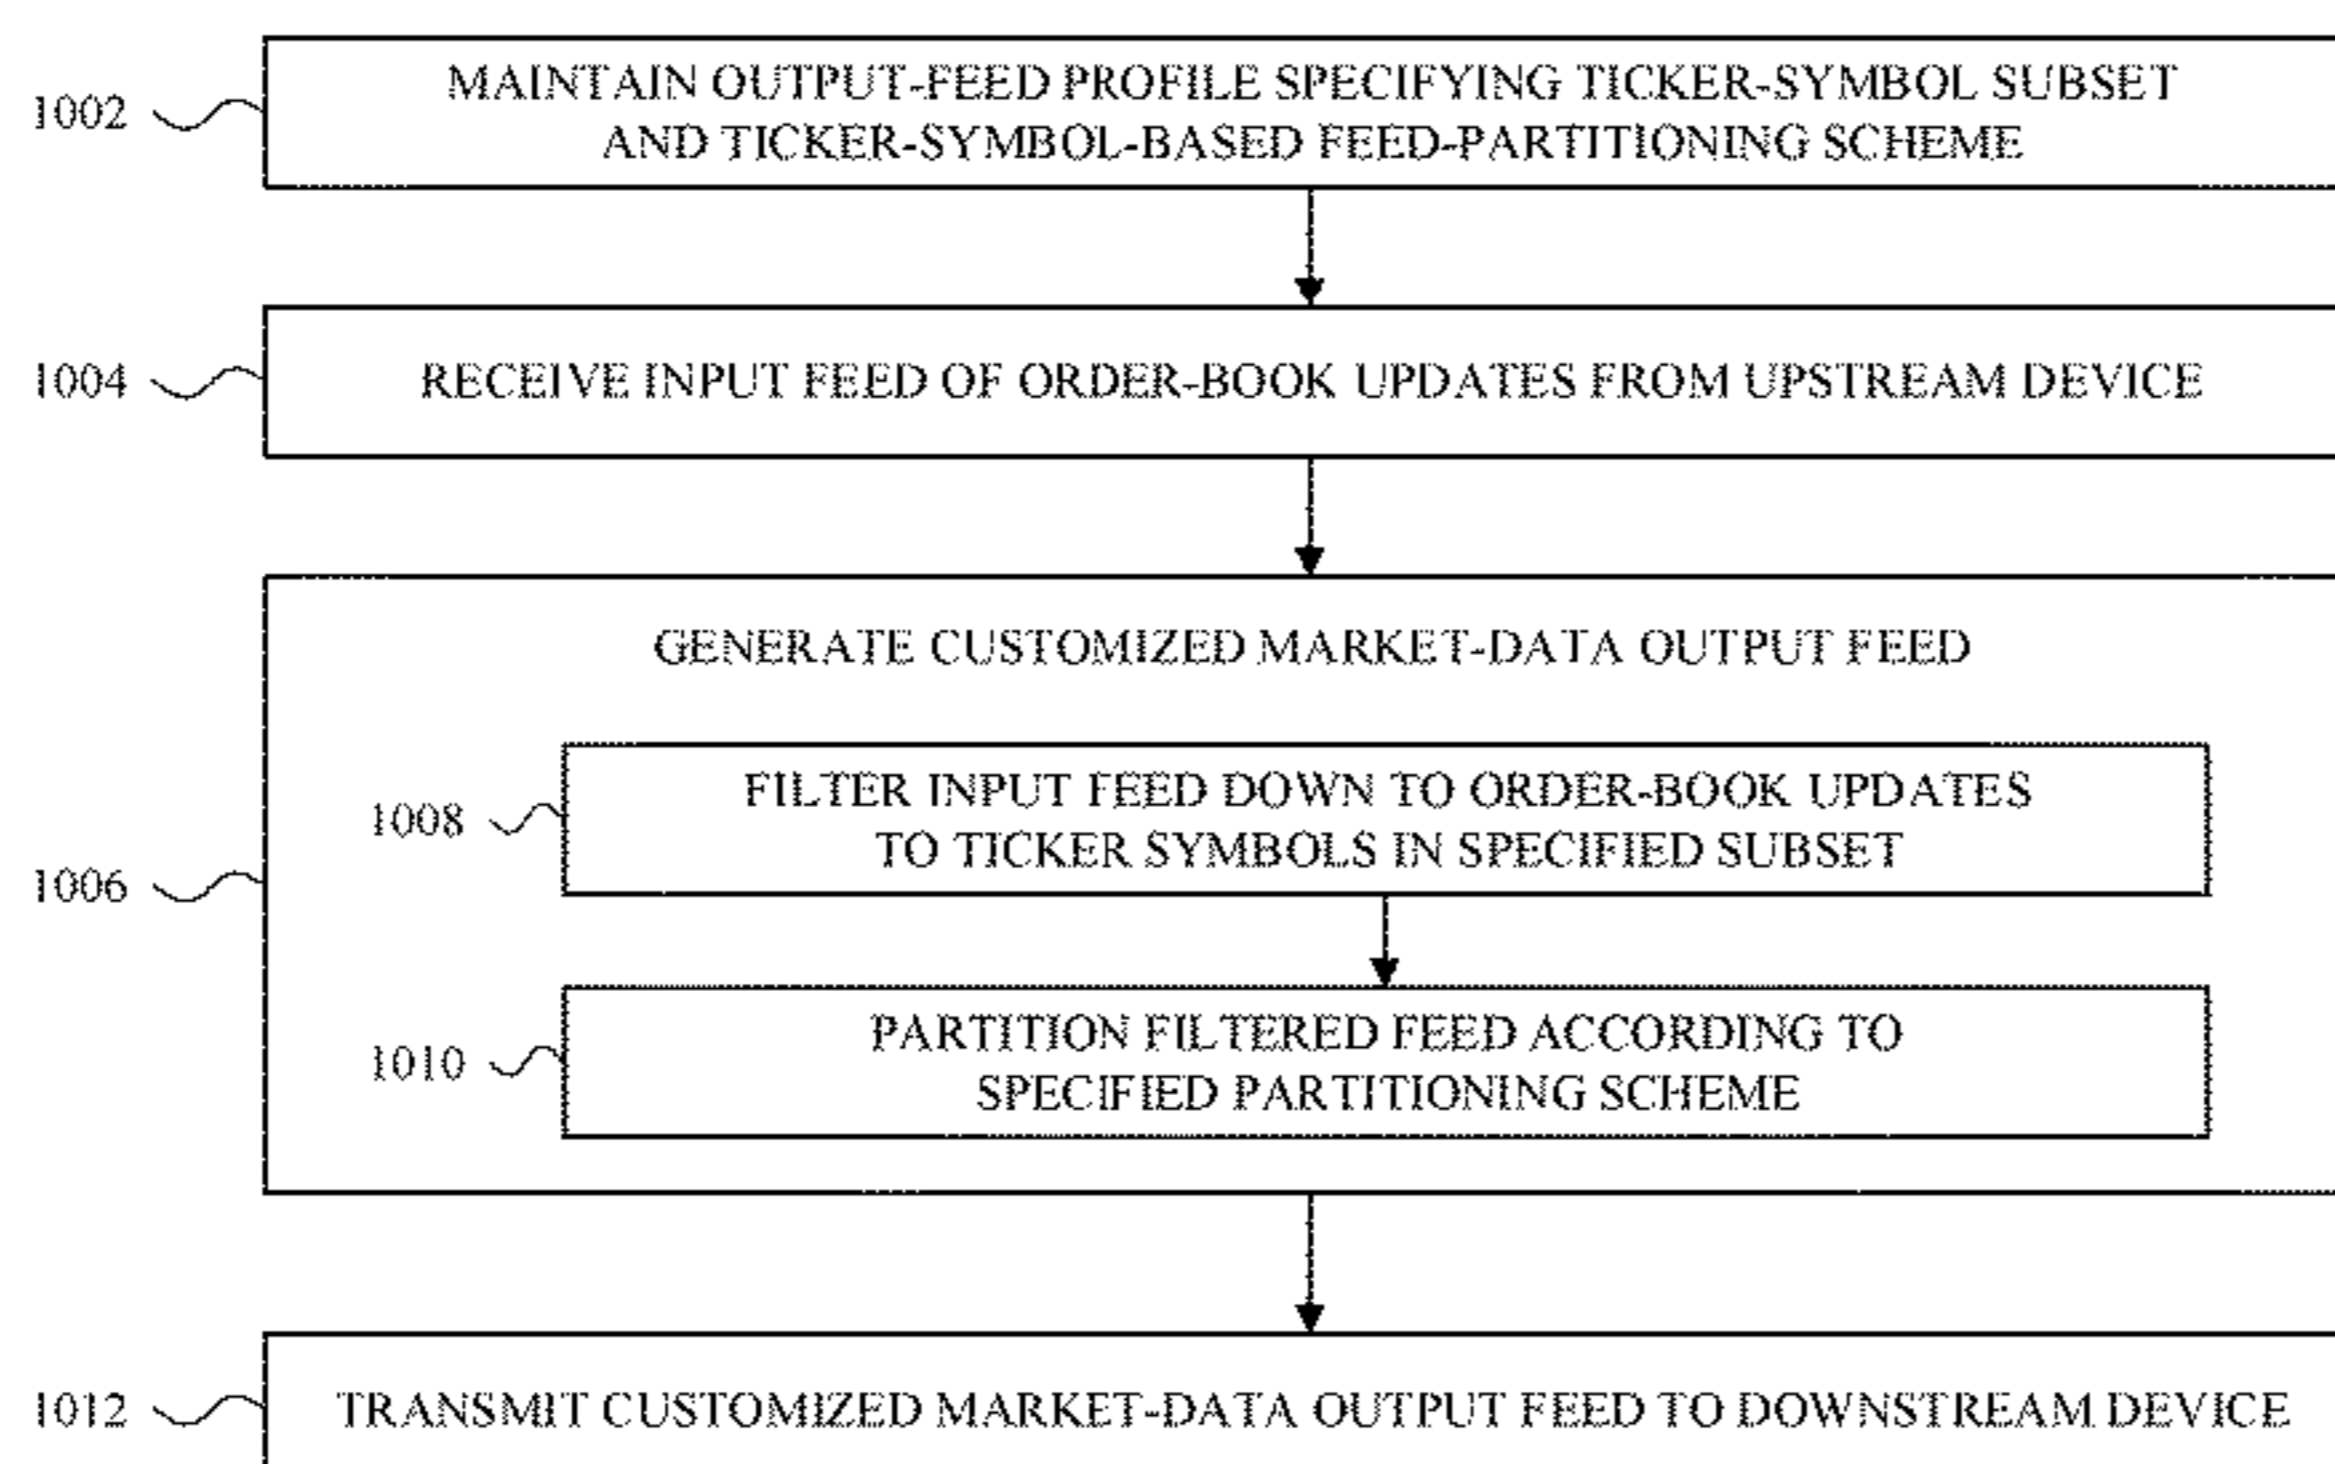 MAINTAIN OUTPUT-FEED PROFILE SPECIFYING TICKER-SYMBOL SUBSET
1002
AND TICKER-SYMBOL-BASED FEED-PARTITIONING SCHEME
1004
RECEIVE INPUT FEED OF ORDER-BOOK UPDATES FROM UPSTREAM DEVICE
GENERATE CUSTOMIZED MARKET-DATA OUTPUT FEED
FILTER INPUT FEED DOWN TO ORDER-BOOK UPDATES
1008
TO TICKER SYMBOLS IN SPECIFIED SUBSET
1006
PARTITION FILTERED FEED ACCORDING TO
1010
SPECIFIED PARTITIONING SCHEME
1012
TRANSMIT CUSTOMIZED MARKET-DATA OUTPUT FEED TO DOWNSTREAM DEVICE